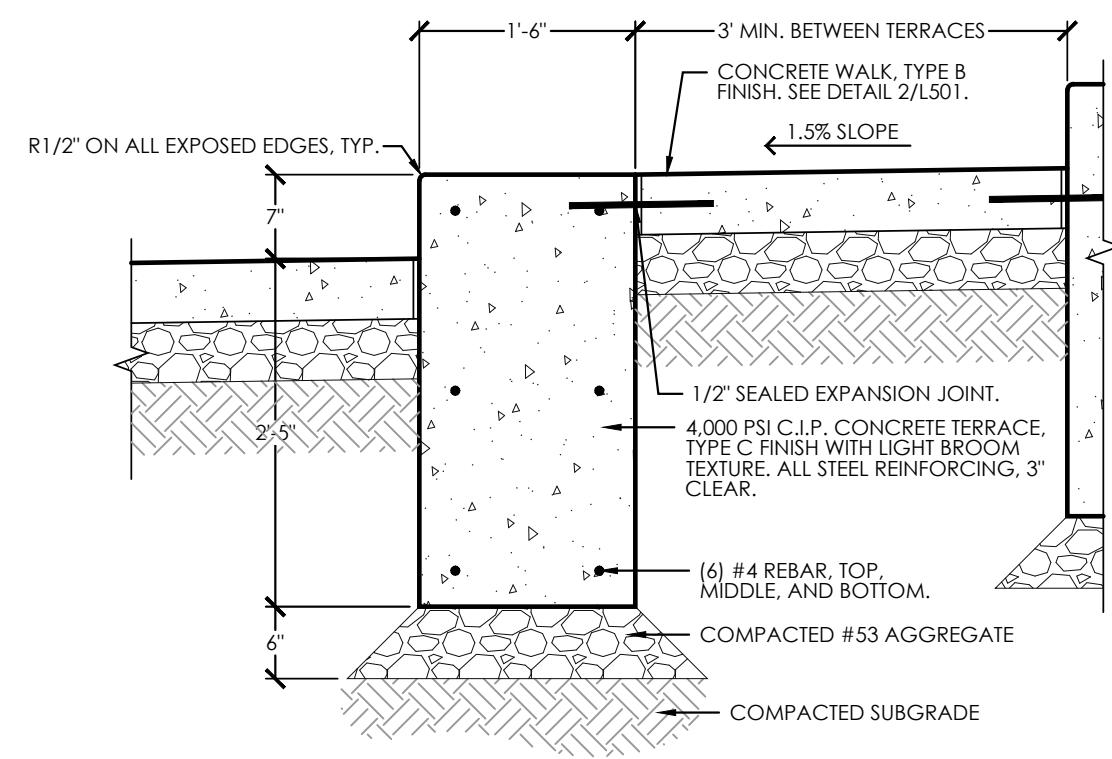 1'-6"
3' MIN. BETWEEN TERRACES
CONCRETE WALK, TYPE B
FINISH. SEE DETAIL 2/L501.
1.5% SLOPE
R1/2" ON ALL EXPOSED EDGES, TYP.
7"
1/2" SEALED EXPANSION JOINT.
2'-5"
4,000 PSI C.I.P. CONCRETE TERRACE,
TYPE C FINISH WITH LIGHT BROOM
TEXTURE. ALL STEEL REINFORCING, 3"
CLEAR.
(6) #4 REBAR, TOP,
MIDDLE, AND BOTTOM.
6"
COMPACTED #53 AGGREGATE
COMPACTED SUBGRADE